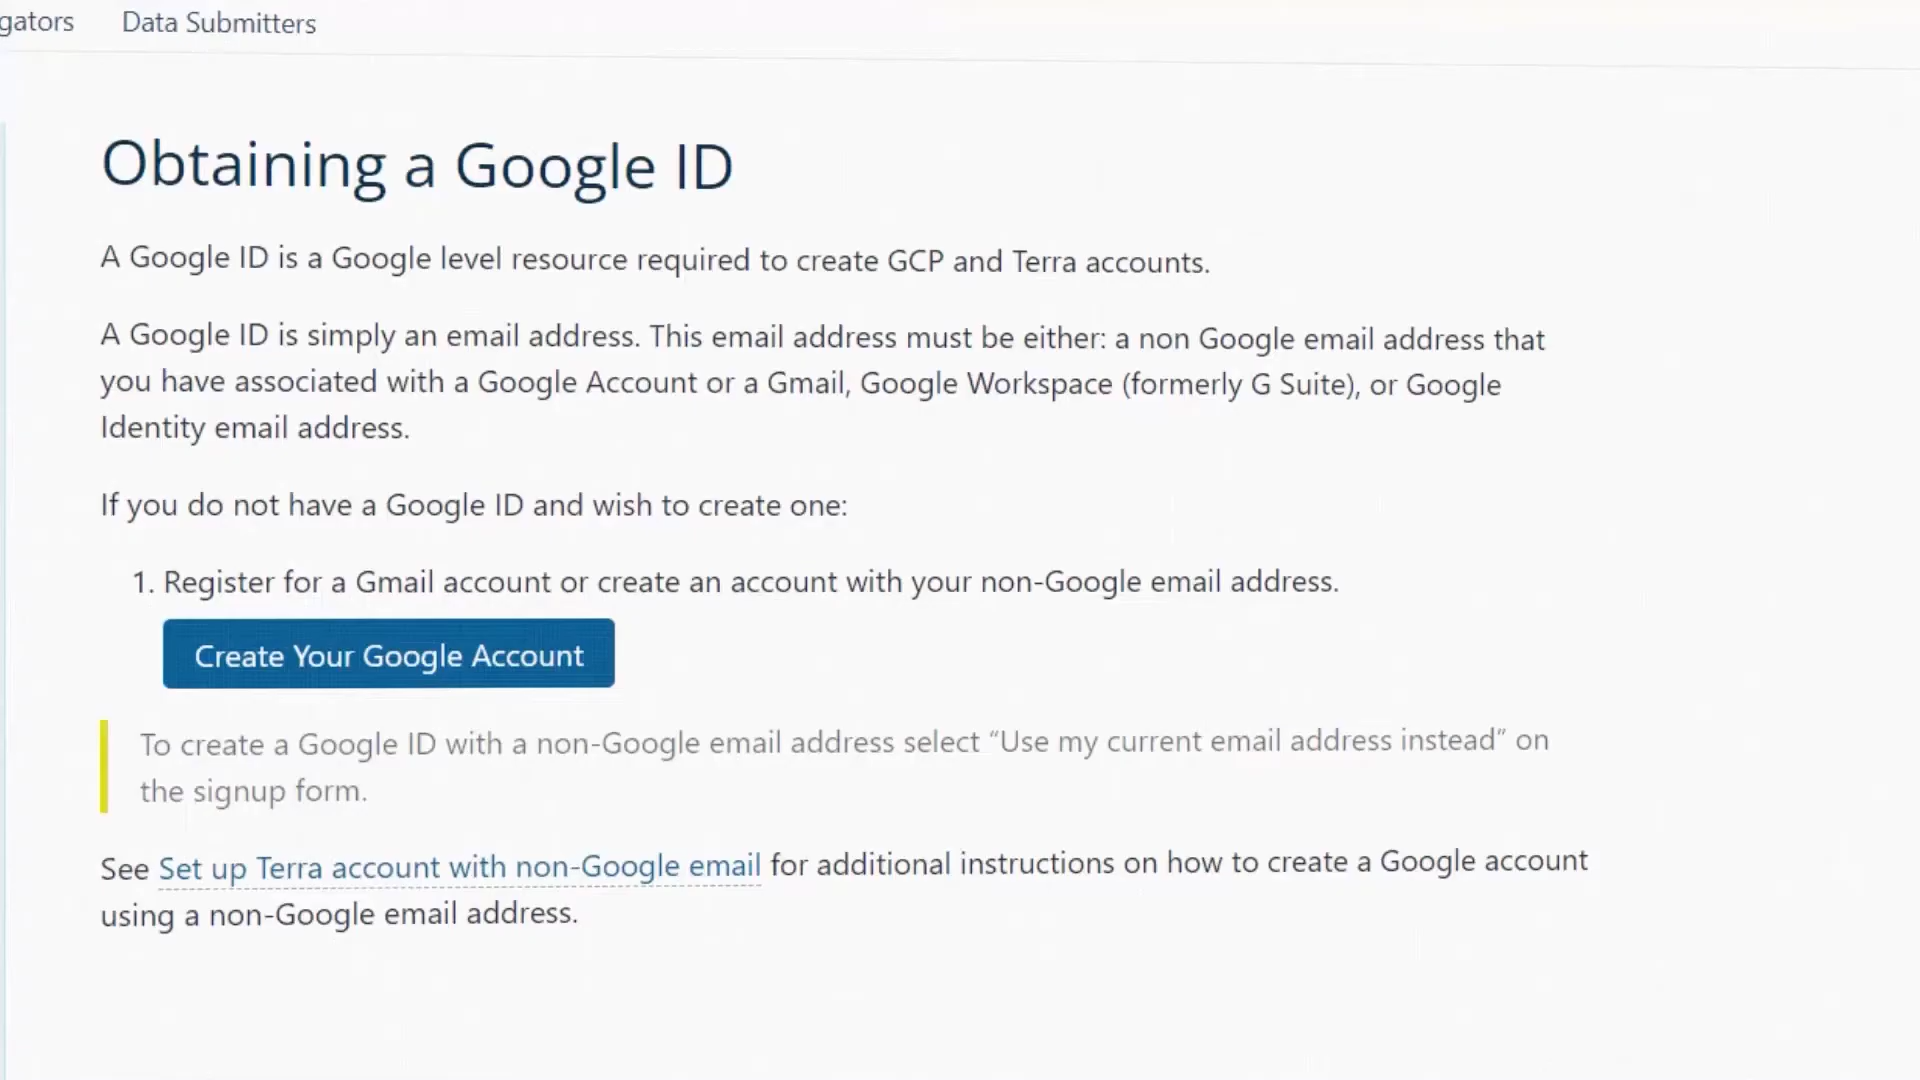 gators Data Submitters
Obtaining a Google ID
A Google ID is a Google level resource required to create GCP and Terra accounts.
A Google ID is simply an email address. This email address must be either: a non Google email address that
you have associated with a Google Account or a Gmail, Google Workspace (formerly G Suite), or Google
Identity email address.
If you do not have a Google ID and wish to create one:
1. Register for a Gmail account or create an account with your non-Google email address.
Create Your Google Account
To create a Google ID with a non-Google email address select “Use my current email address instead” on
the signup form.
See Set up Terra account with non-Google email for additional instructions on how to create a Google account
using a non-Google email address.